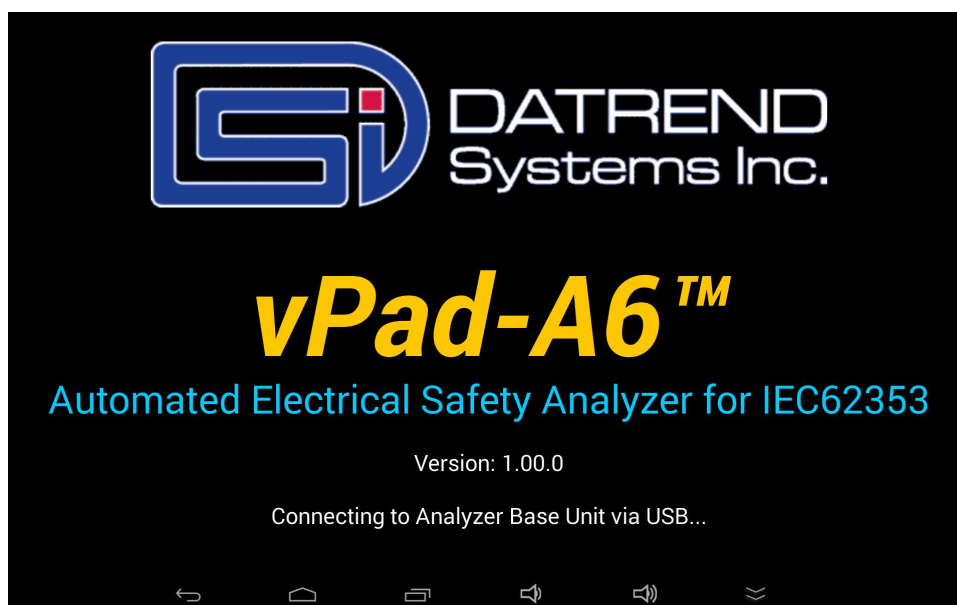 DATREND
Systems Inc.
vPad-A6™
Automated Electrical Safety Analyzer for IEC62353
Version: 1.00.0
Connecting to Analyzer Base Unit via USB...